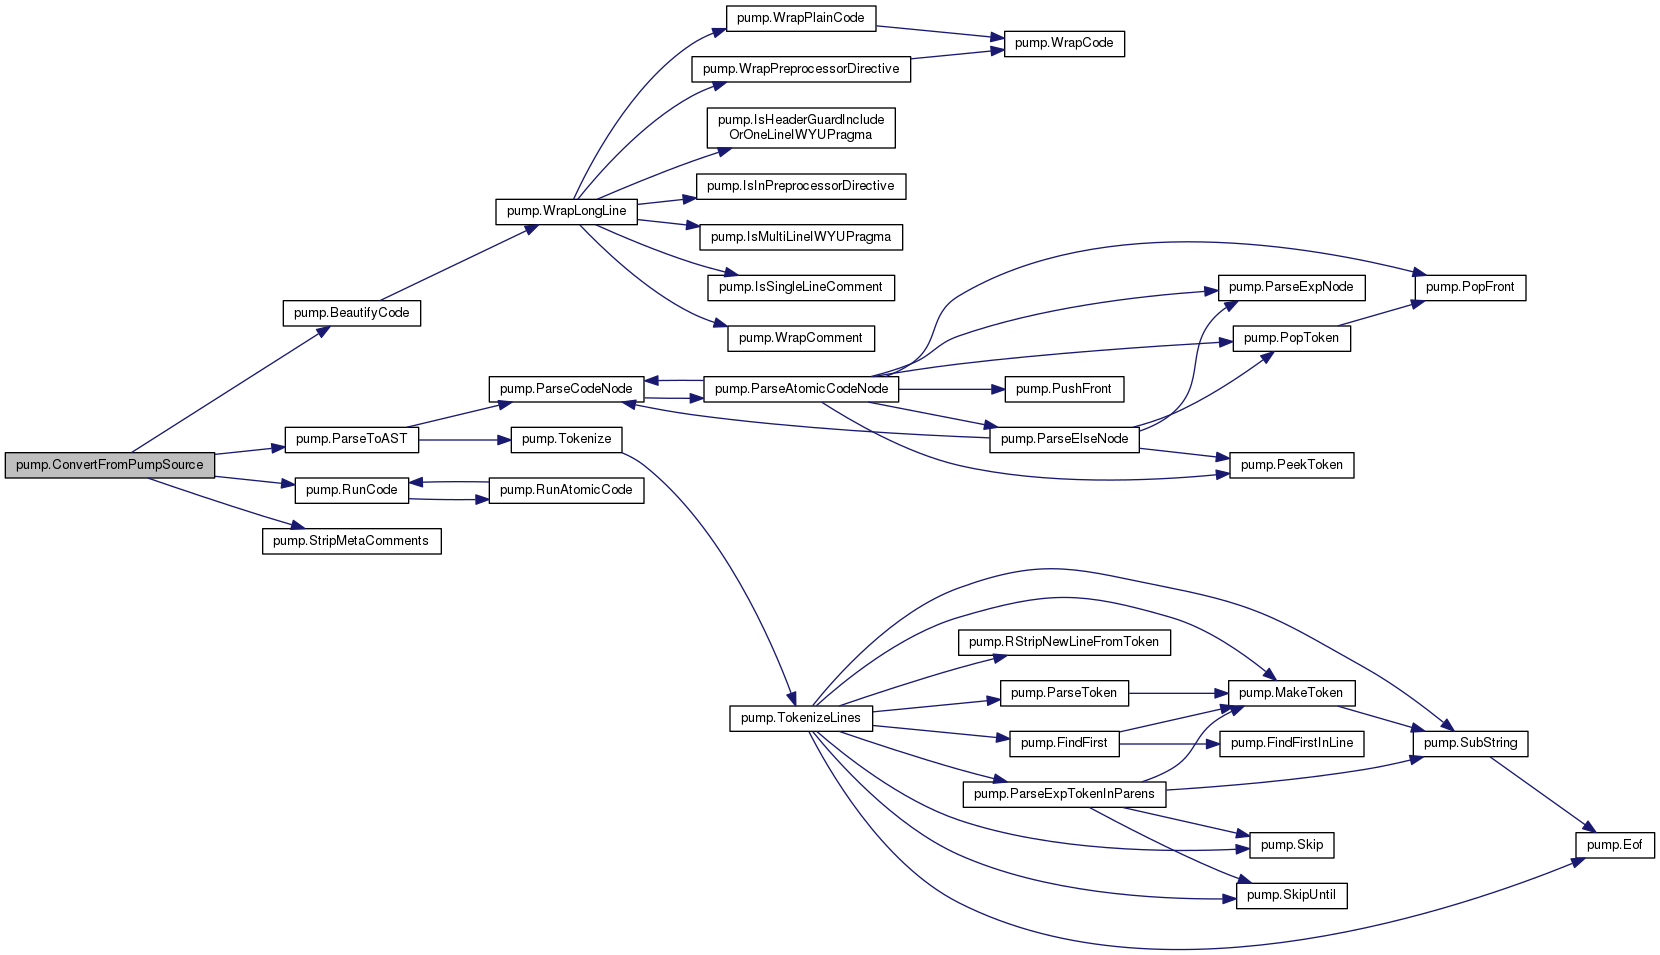 pump.WrapPlainCode
pump.WrapCode
pump.WrapPreprocessorDirective
pump.IsHeaderGuardInclude
OrOneLineIWYUPragma
pump.IsInPreprocessorDirective
pump.WrapLongLine
pump.IsMultiLineIWYUPragma
pump.IsSingleLineComment
pump.ParseExpNode
pump.PopFront
pump.BeautifyCode
pump.WrapComment
pump.PopToken
pump.ParseCodeNode
pump.ParseAtomicCodeNode
pump.PushFront
pump.ParseToAST
pump.Tokenize
pump.ParseElseNode
pump.ConvertFromPumpSource
pump.PeekToken
pump.RunCode
pump.RunAtomicCode
pump.StripMetaComments
pump.RStripNewLineFromToken
pump.ParseToken
pump.MakeToken
pump.TokenizeLines
pump.FindFirst
pump.FindFirstInLine
pump.SubString
pump.ParseExpTokenInParens
pump.Skip
pump.Eof
pump.SkipUntil